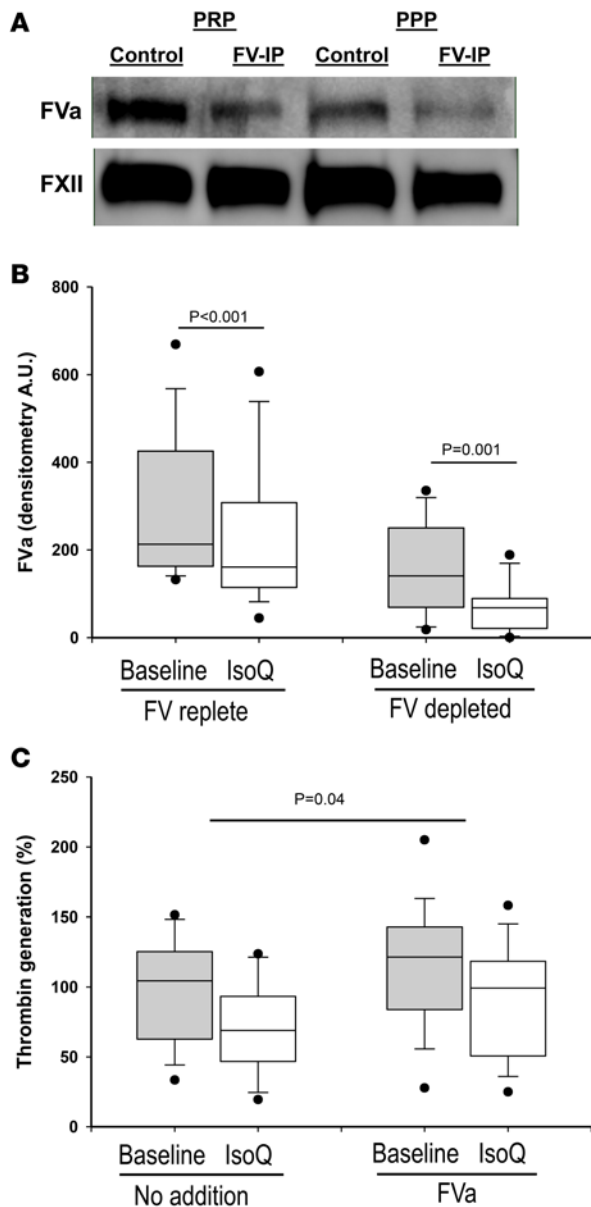 A
PRP PPP
Control FV-IP Control FV-IP
FVa
FXII
B
FVa (densitometry A.U.)
800
600
400
200
0
P<0.001
P=0.001
Baseline IsoQ Baseline IsoQ
FV replete FV depleted
C
Thrombin generation (%)
250
200
150
100
50
0
P=0.04
Baseline IsoQ Baseline IsoQ
No addition FVa